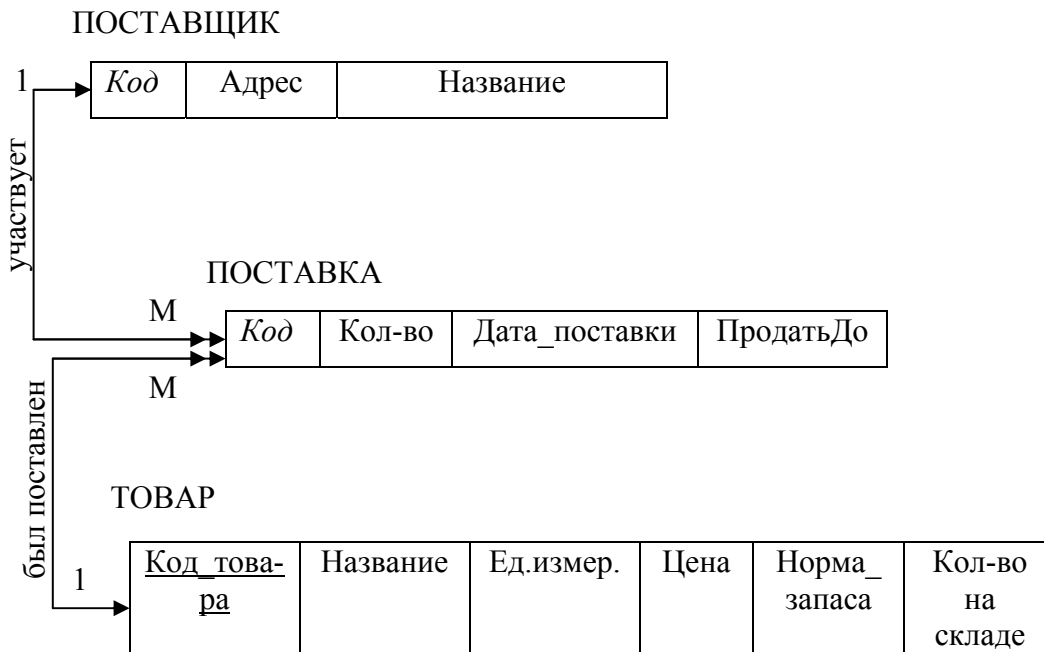 ПОСТАВЩИК
1
Код Адрес Название
участвует
ПОСТАВКА
М
Код Кол-во Дата_поставки ПродатьДо
М
был поставлен
ТОВАР
1
Код_това-
ра
Название
Ед.измер.
Цена
Норма_
запаса
Кол-во
на
складе